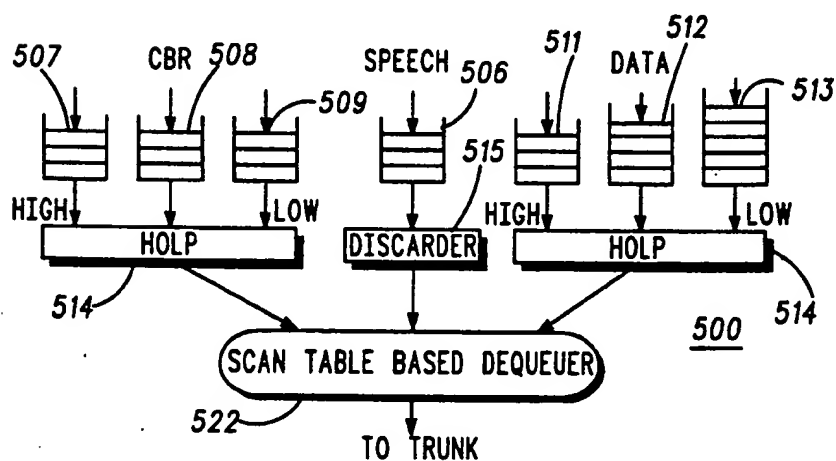 507 CBR 508 509 SPEECH 506 511 DATA 512 513
515
HIGH LOW HIGH LOW
HOLP DISCARDER HOLP
514 500 514
SCAN TABLE BASED DEQUEUER
522
TO TRUNK